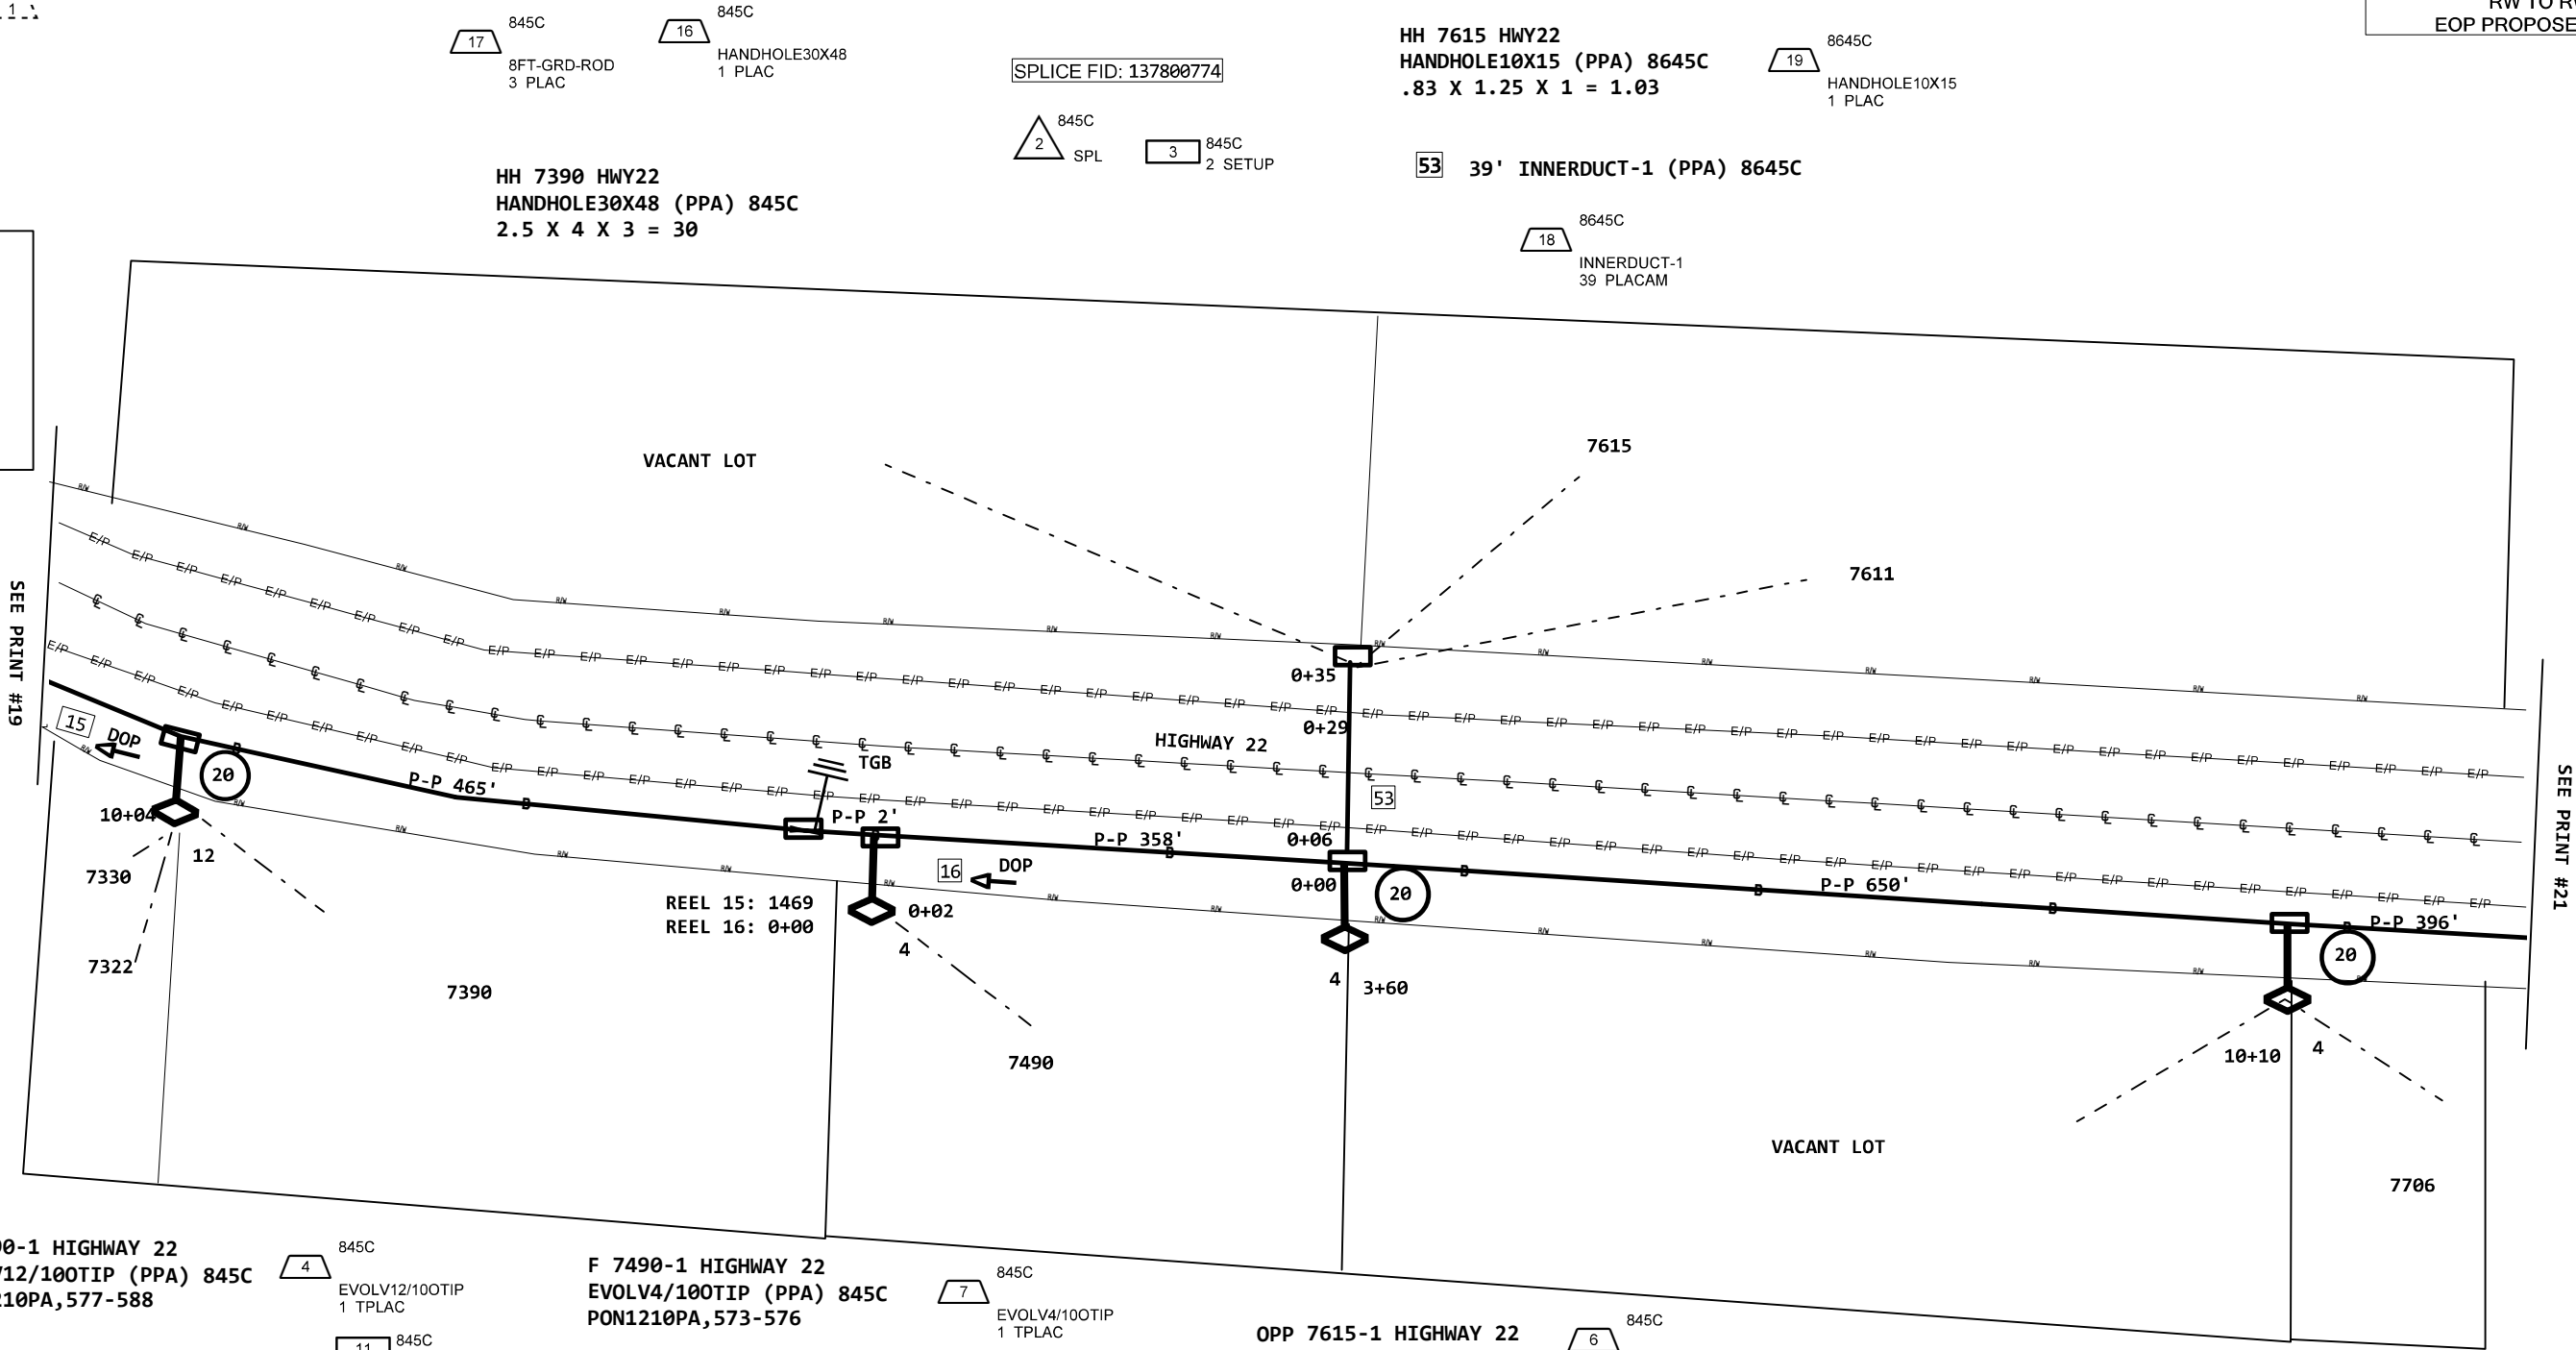 1
17
845C
8FT-GRD-ROD
3 PLAC
16
845C
HANDHOLE30X48
1 PLAC
SPLICE FID: 137800774
2
845C
SPL
3
845C
2 SETUP
HH 7615 HWY22
HANDHOLE10X15 (PPA) 8645C
.83 X 1.25 X 1 = 1.03
19
8645C
HANDHOLE10X15
1 PLAC
EOP PROPOSE
HH 7390 HWY22
HANDHOLE30X48 (PPA) 845C
2.5 X 4 X 3 = 30
53 39' INNERDUCT-1 (PPA) 8645C
18
8645C
INNERDUCT-1
39 PLACAM
VACANT LOT
7615
7611
SEE PRINT #19
15
DOP
20
10+04
12
7330
7322
7390
P-P 465'
TGB
P-P 2'
REEL 15: 1469
REEL 16: 0+00
0+02
4
7490
16
DOP
P-P 358'
HIGHWAY 22
0+35
0+29
53
0+06
0+00
20
4
3+60
P-P 650'
P-P 396'
20
10+10
4
VACANT LOT
7706
SEE PRINT #21
0-1 HIGHWAY 22
12/10OTIP (PPA) 845C
10PA,577-588
4
845C
EVOLV12/10OTIP
1 TPLAC
11
845C
F 7490-1 HIGHWAY 22
EVOLV4/10OTIP (PPA) 845C
PON1210PA,573-576
7
845C
EVOLV4/10OTIP
1 TPLAC
OPP 7615-1 HIGHWAY 22
6
845C